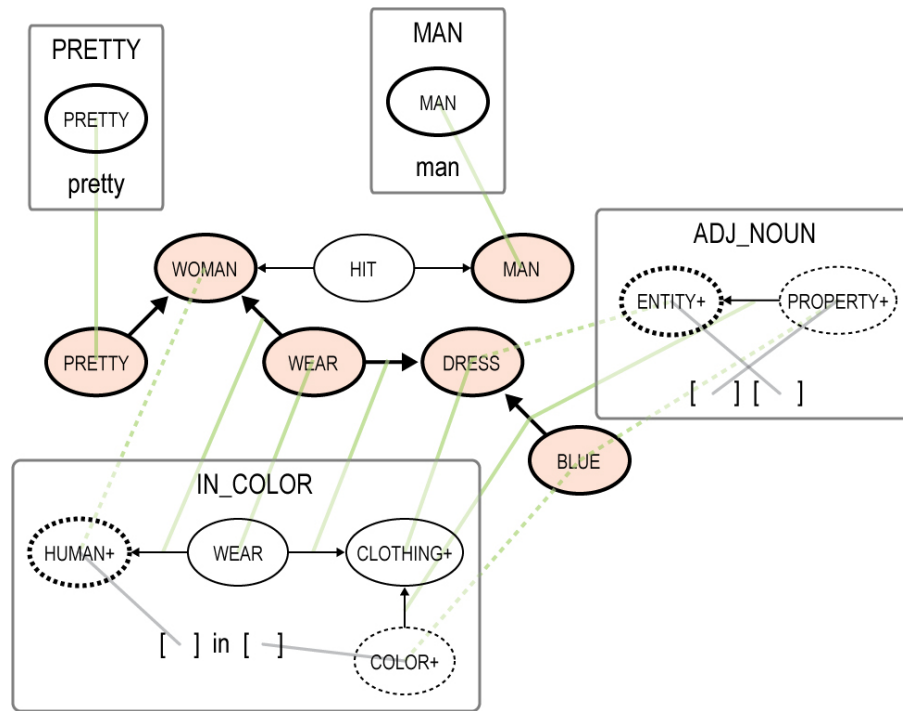 PRETTY
PRETTY
pretty
MAN
MAN
man
WOMAN
HIT
MAN
PRETTY
WEAR
DRESS
BLUE
ADJ_NOUN
ENTITY+
PROPERTY+
[ ] [ ]
IN_COLOR
HUMAN+
WEAR
CLOTHING+
[ ] in [ ]
COLOR+